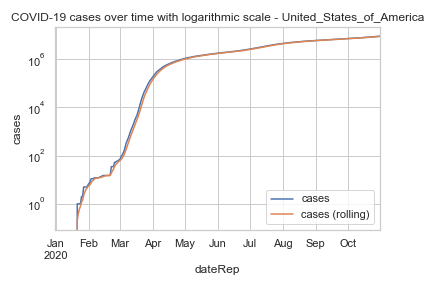 COVID-19 cases over time with logarithmic scale - United_States_of_America
cases
10^6
10^4
10^2
10^0
cases
cases (rolling)
Jan Feb Mar Apr May Jun Jul Aug Sep Oct
2020
dateRep